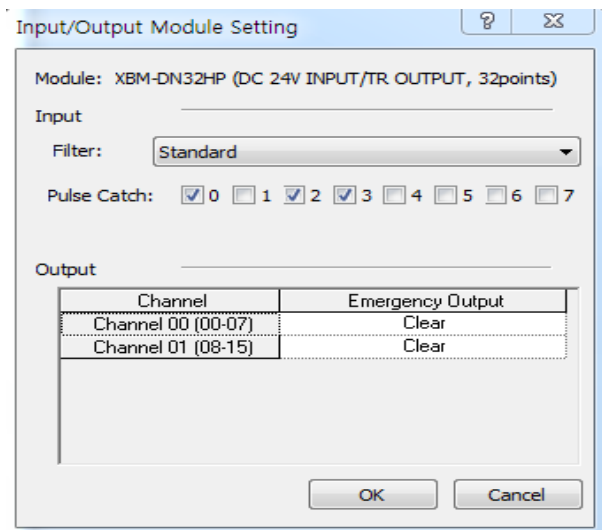 Input/Output Module Setting
Module: XBM-DN32HP (DC 24V INPUT/TR OUTPUT, 32points)
Input
Filter: Standard
Pulse Catch: 0 1 2 3 4 5 6 7
Output
Channel Emergency Output
Channel 00 (00-07) Clear
Channel 01 (08-15) Clear
OK Cancel